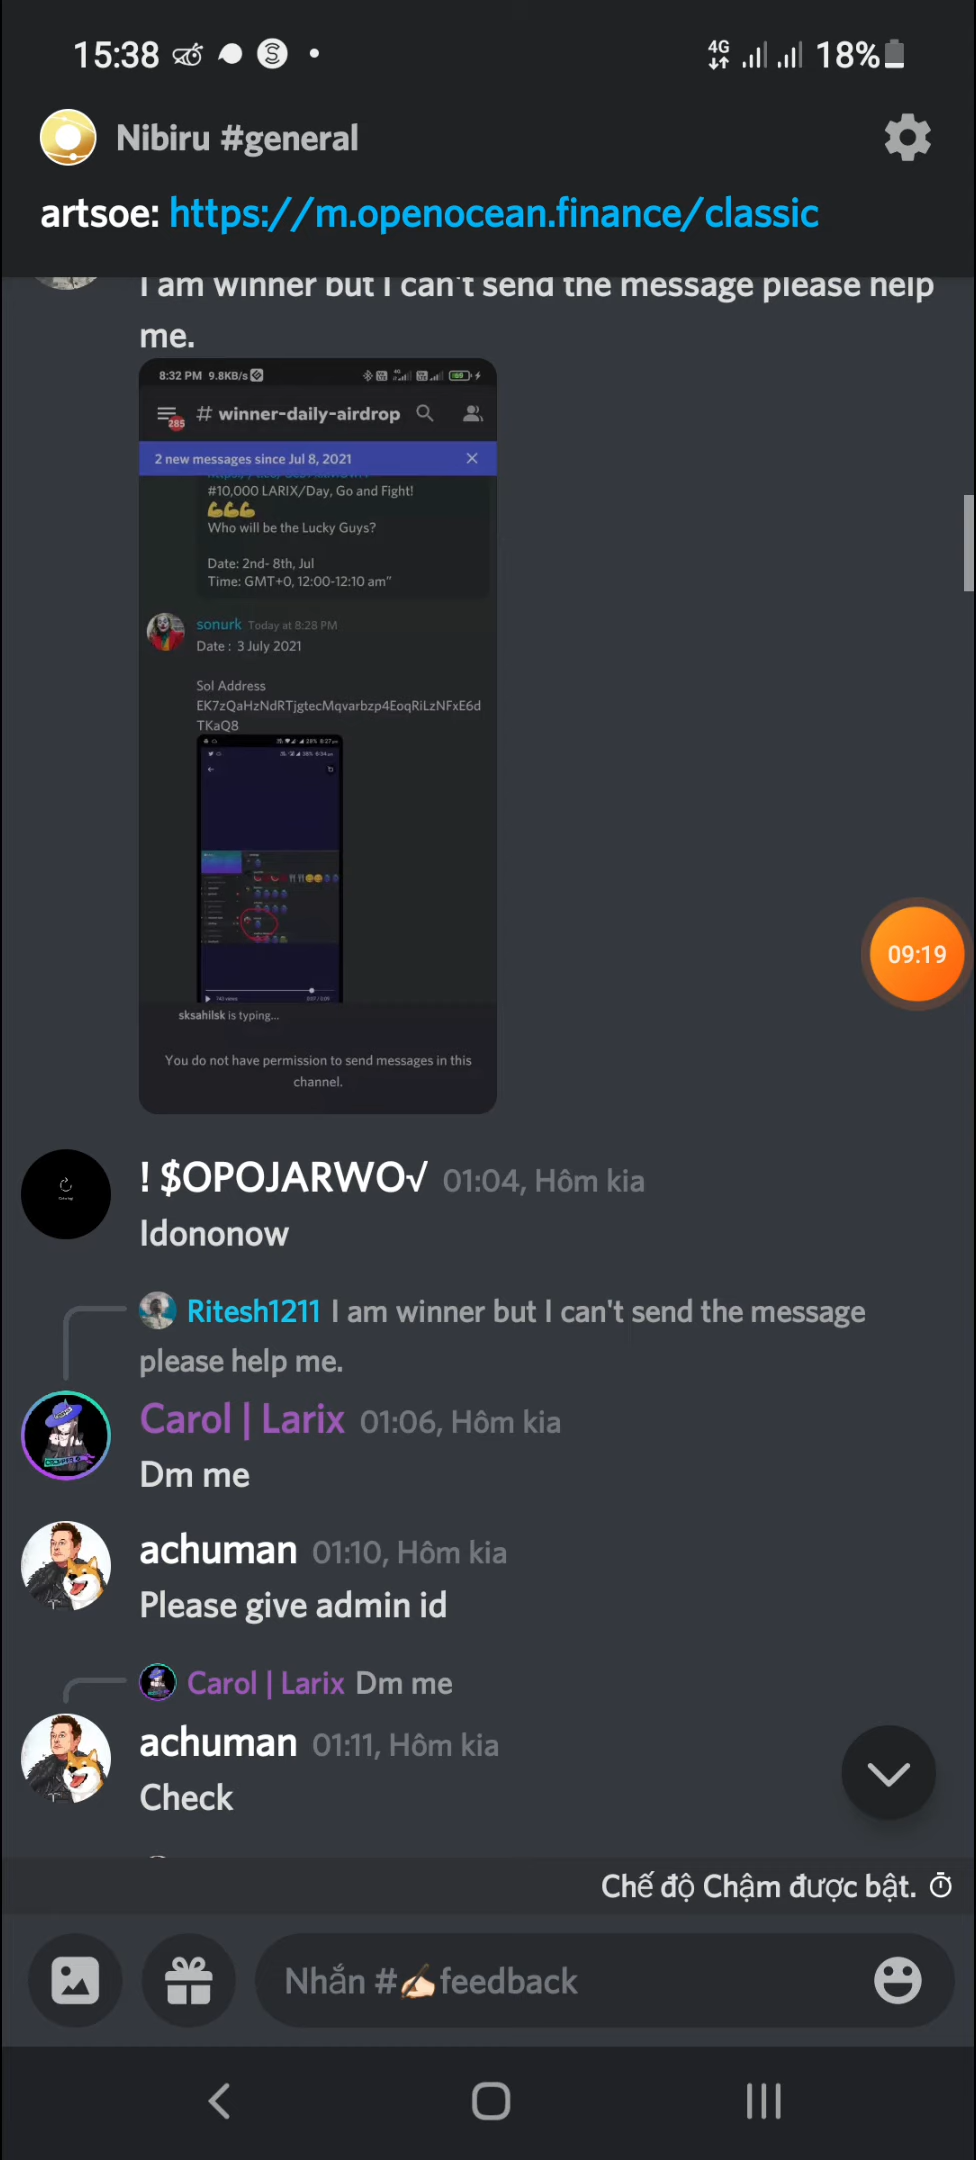 15:38
4G
18%
Nibiru #general
artsoe: https://m.openocean.finance/classic
I am winner but I can't send the message please help
me.
8:32 PM 9.8KB/s
# winner-daily-airdrop
285
2 new messages since Jul 8, 2021
#10,000 LARIX/Day, Go and Fight!
💪💪💪
Who will be the Lucky Guys?
Date: 2nd- 8th, Jul
Time: GMT+0, 12:00-12:10 am"
sonurk Today at 8:28 PM
Date : 3 July 2021
Sol Address
EK7zQaHzNdRTjgtecMqvarbzp4EoqRiLzNFxE6d
TKaQ8
sksahilsk is typing...
You do not have permission to send messages in this
channel.
09:19
! $OPOJARWO√ 01:04, Hôm kia
Idononow
Ritesh1211 I am winner but I can't send the message
please help me.
Carol | Larix 01:06, Hôm kia
Dm me
achuman 01:10, Hôm kia
Please give admin id
Carol | Larix Dm me
achuman 01:11, Hôm kia
Check
Chế độ Chậm được bật.
Nhắn #✍🏻feedback